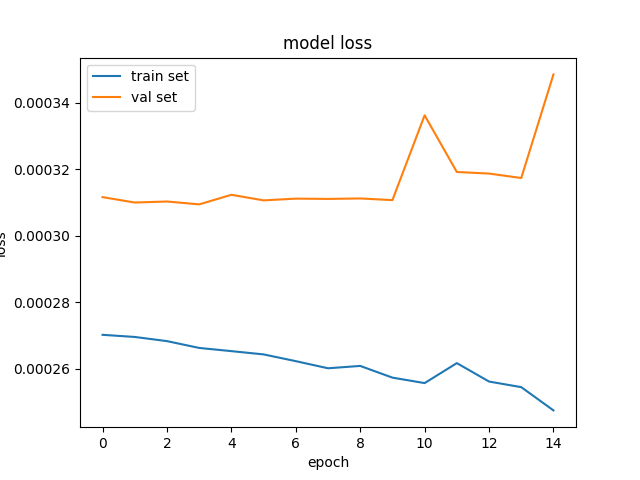 model loss
train set
val set
0.00034
0.00032
0.00030
0.00028
0.00026
loss
0 2 4 6 8 10 12 14
epoch